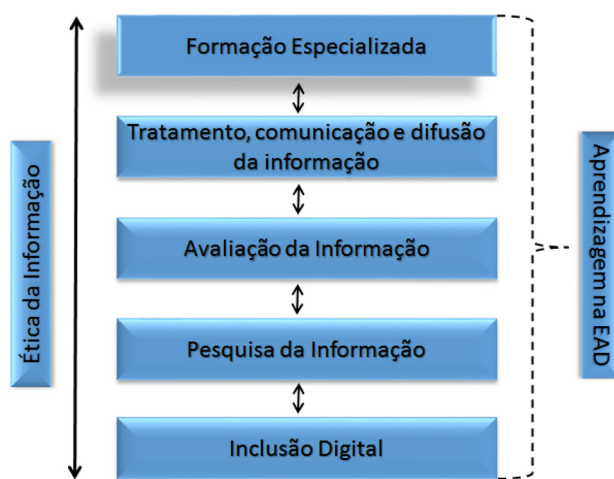 Formação Especializada
Tratamento, comunicação e difusão
da informação
Avaliação da Informação
Pesquisa da Informação
Inclusão Digital
Ética da Informação
Aprendizagem na EAD